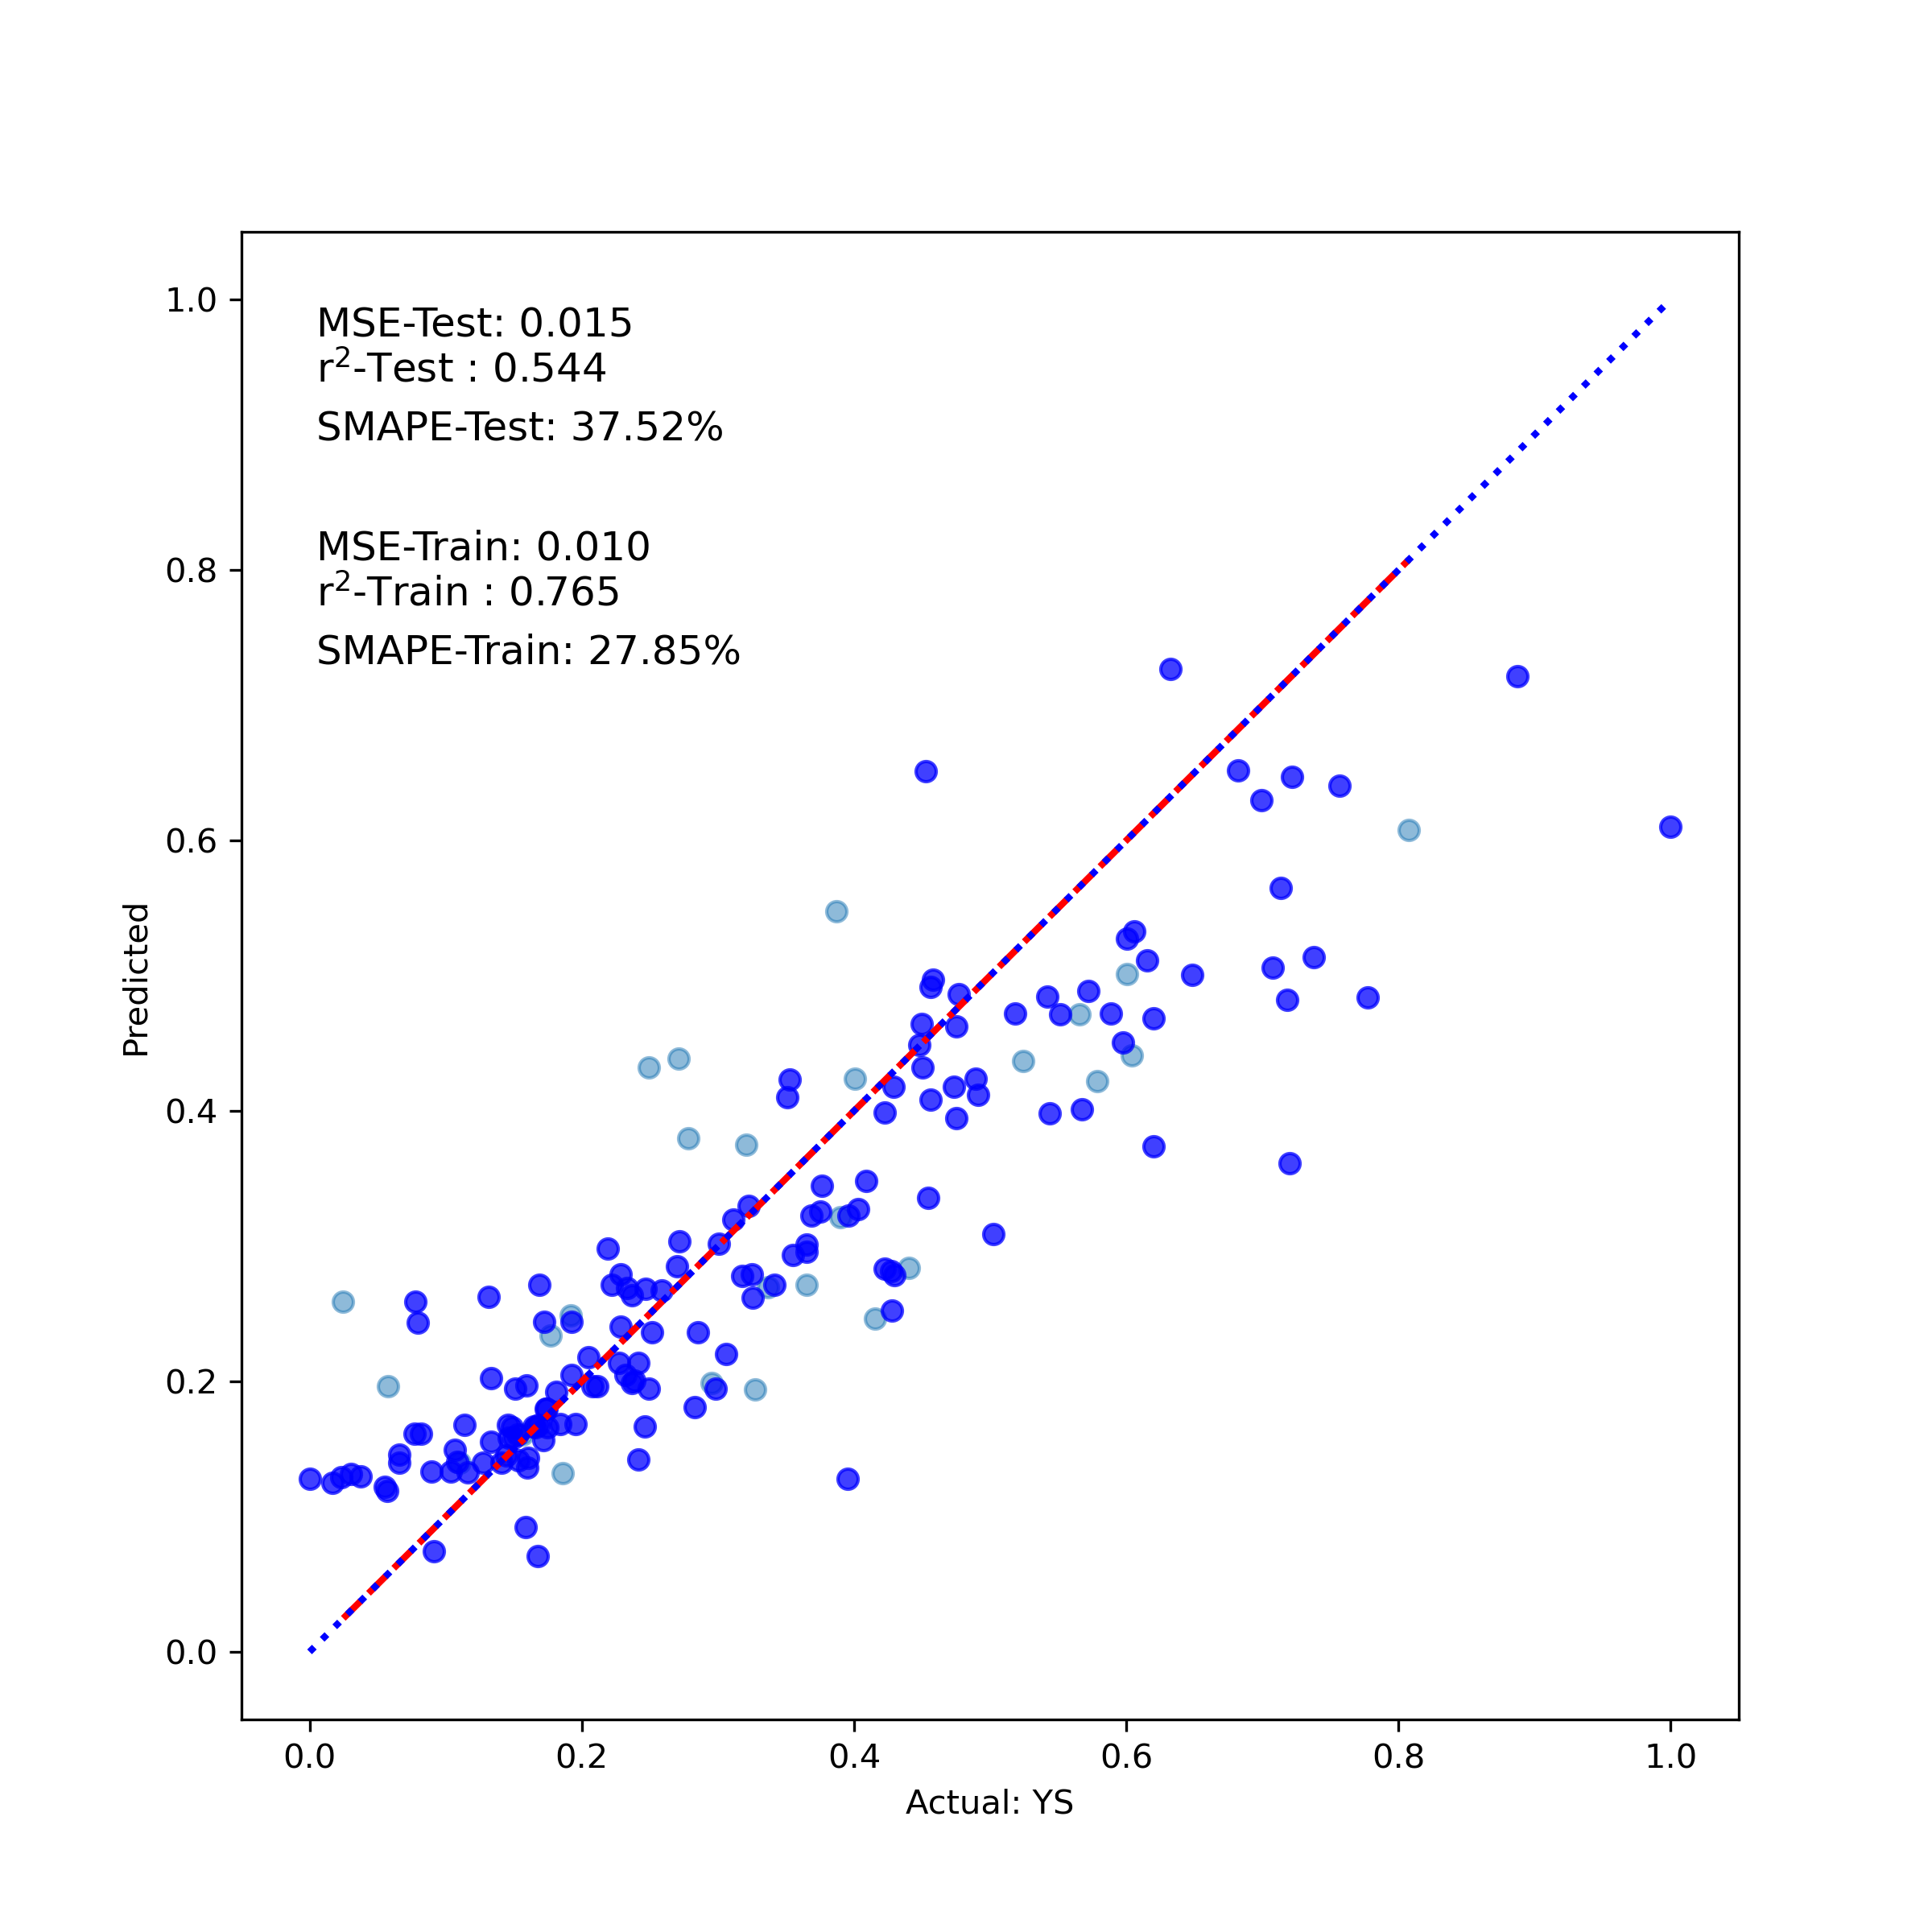 MSE-Test: 0.015
r²-Test : 0.544
SMAPE-Test: 37.52%
MSE-Train: 0.010
r²-Train : 0.765
SMAPE-Train: 27.85%
1.0
0.8
0.6
0.4
0.2
0.0
Predicted
0.0 0.2 0.4 0.6 0.8 1.0
Actual: YS